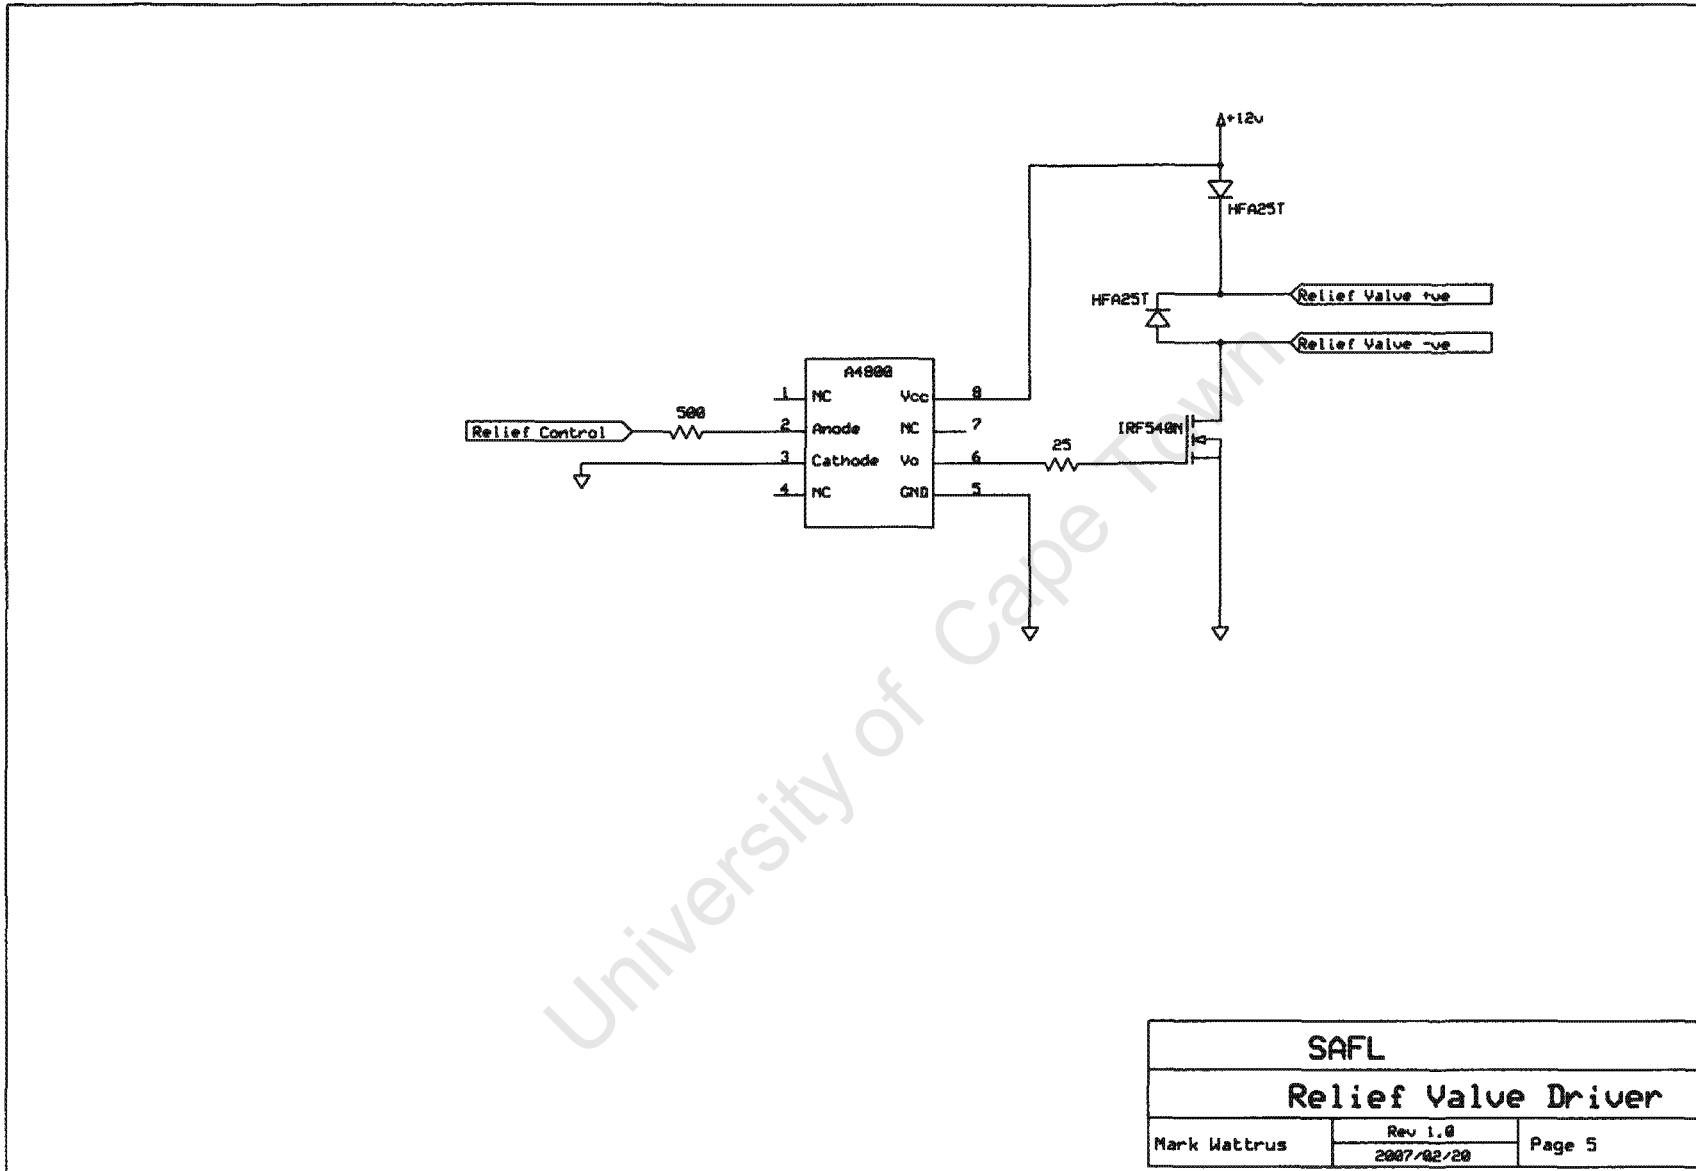 +12v
HFA25T
HFA25T
Relief Valve +ve
Relief Valve -ve
A4800
1 NC Vcc 8
500
Relief Control
2 Anode NC 7
IRF540N
25
3 Cathode Vo 6
4 NC GND 5
University of Cape Town
SAFL
Relief Valve Driver
Mark Wattrus
Rev 1.0
2007/02/20
Page 5